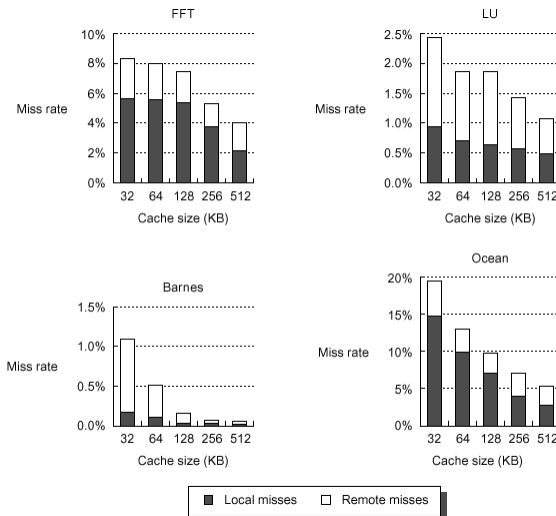 FFT
10%
8%
6%
4%
2%
0%
Miss rate
32 64 128 256 512
Cache size (KB)
LU
2.5%
2.0%
1.5%
1.0%
0.5%
0.0%
Miss rate
32 64 128 256 512
Cache size (KB)
Barnes
1.5%
1.0%
0.5%
0.0%
Miss rate
32 64 128 256 512
Cache size (KB)
Ocean
20%
15%
10%
5%
0%
Miss rate
32 64 128 256 512
Cache size (KB)
Local misses Remote misses